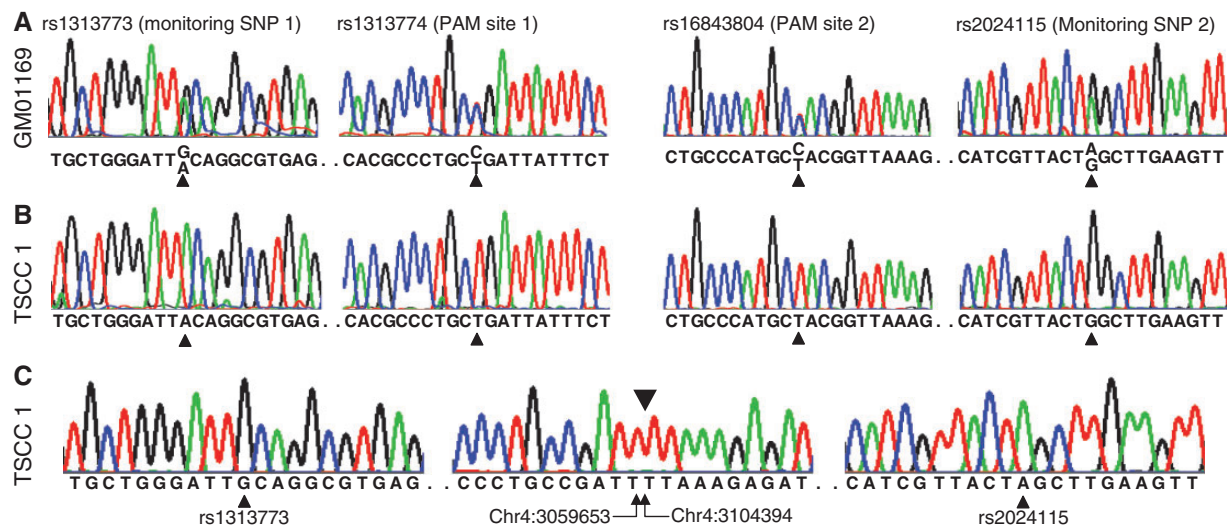 A
rs1313773 (monitoring SNP 1)
rs1313774 (PAM site 1)
rs16843804 (PAM site 2)
rs2024115 (Monitoring SNP 2)
GM01169
TGCTGGGATTGCAGGCGTGAG. . CACGCCCTGCCGATTATTTCT
A T
CTGCCCATGCCACGGTTAAAG. . CATCGTTACTAGCTTGAAGTT
T G
B
TSCC 1
TGCTGGGATTACAGGCGTGAG. . CACGCCCTGCTGATTATTTCT
CTGCCCATGCTACGGTTAAAG. . CATCGTTACTGGCTTGAAGTT
C
TSCC 1
TGCTGGGATTGCAGGCGTGAG. . CCCTGCCGATTTTAAAGAGAT. . CATCGTTACTAGCTTGAAGTT
rs1313773
Chr4:3059653
Chr4:3104394
rs2024115